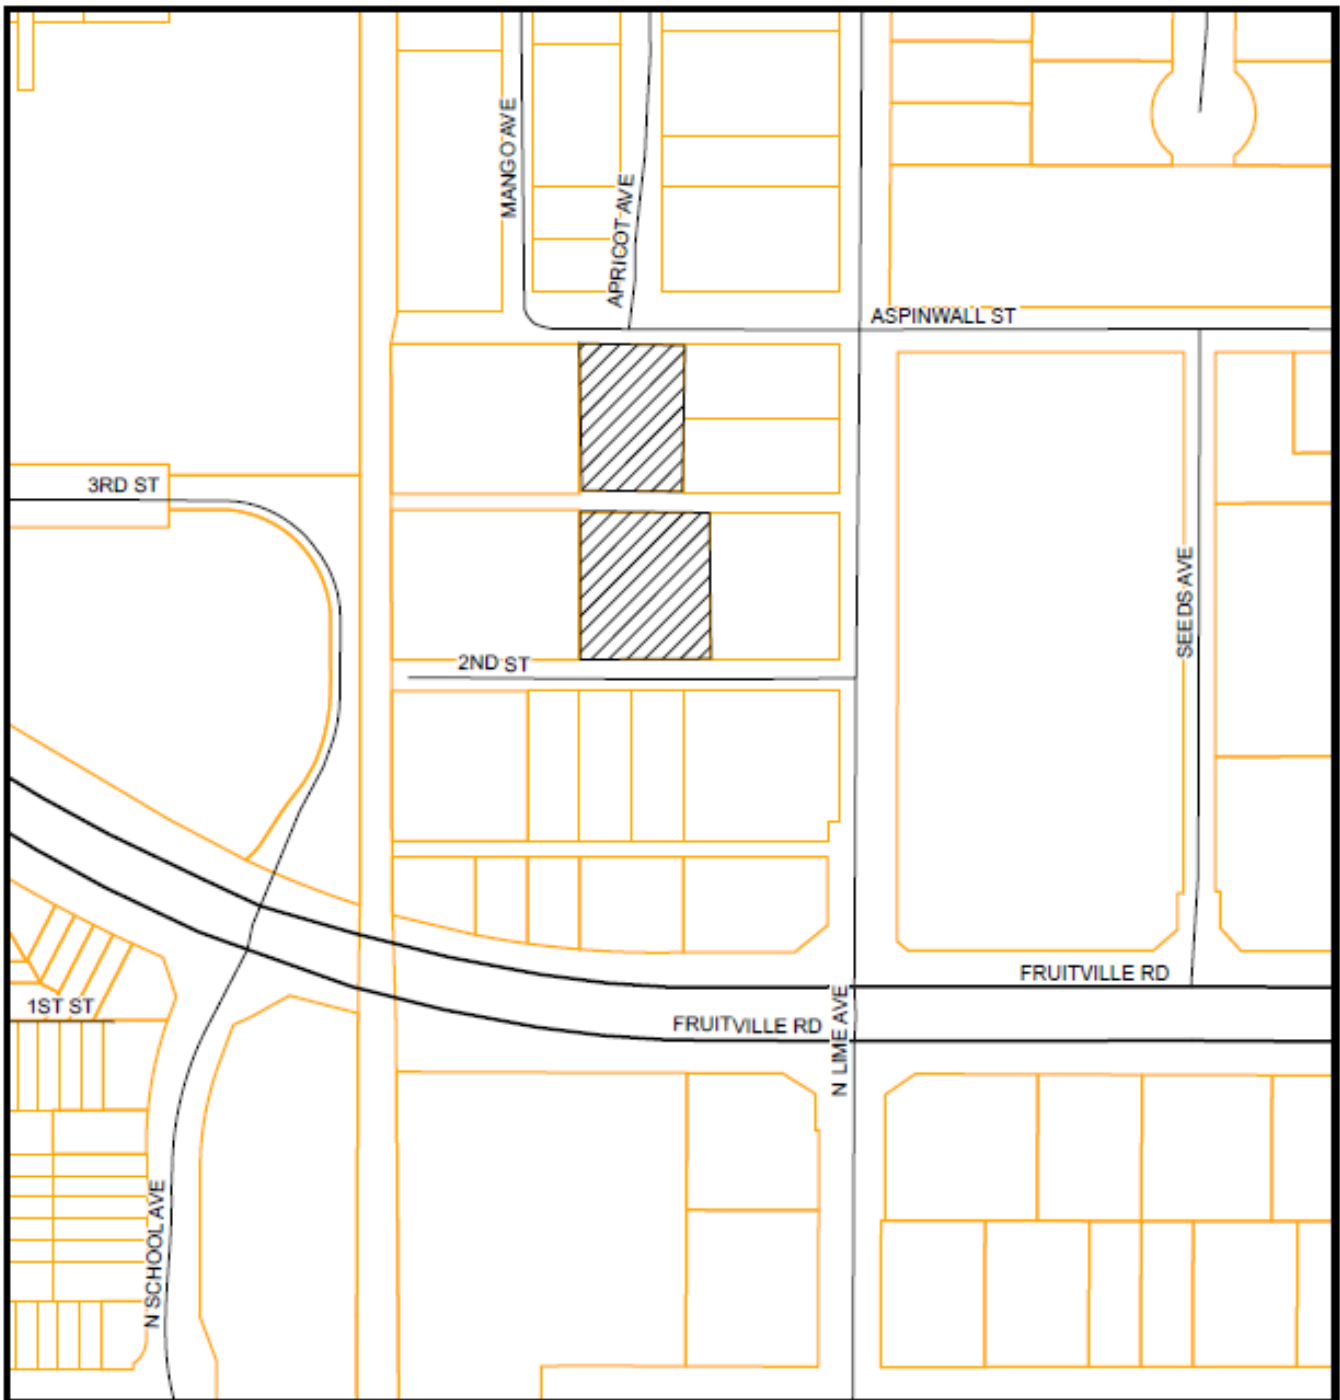 MANGO AVE
APRICOT AVE
ASPINWALL ST
3RD ST
SEEDS AVE
2ND ST
FRUITVILLE RD
1ST ST
FRUITVILLE RD
N LIME AVE
N SCHOOL AVE